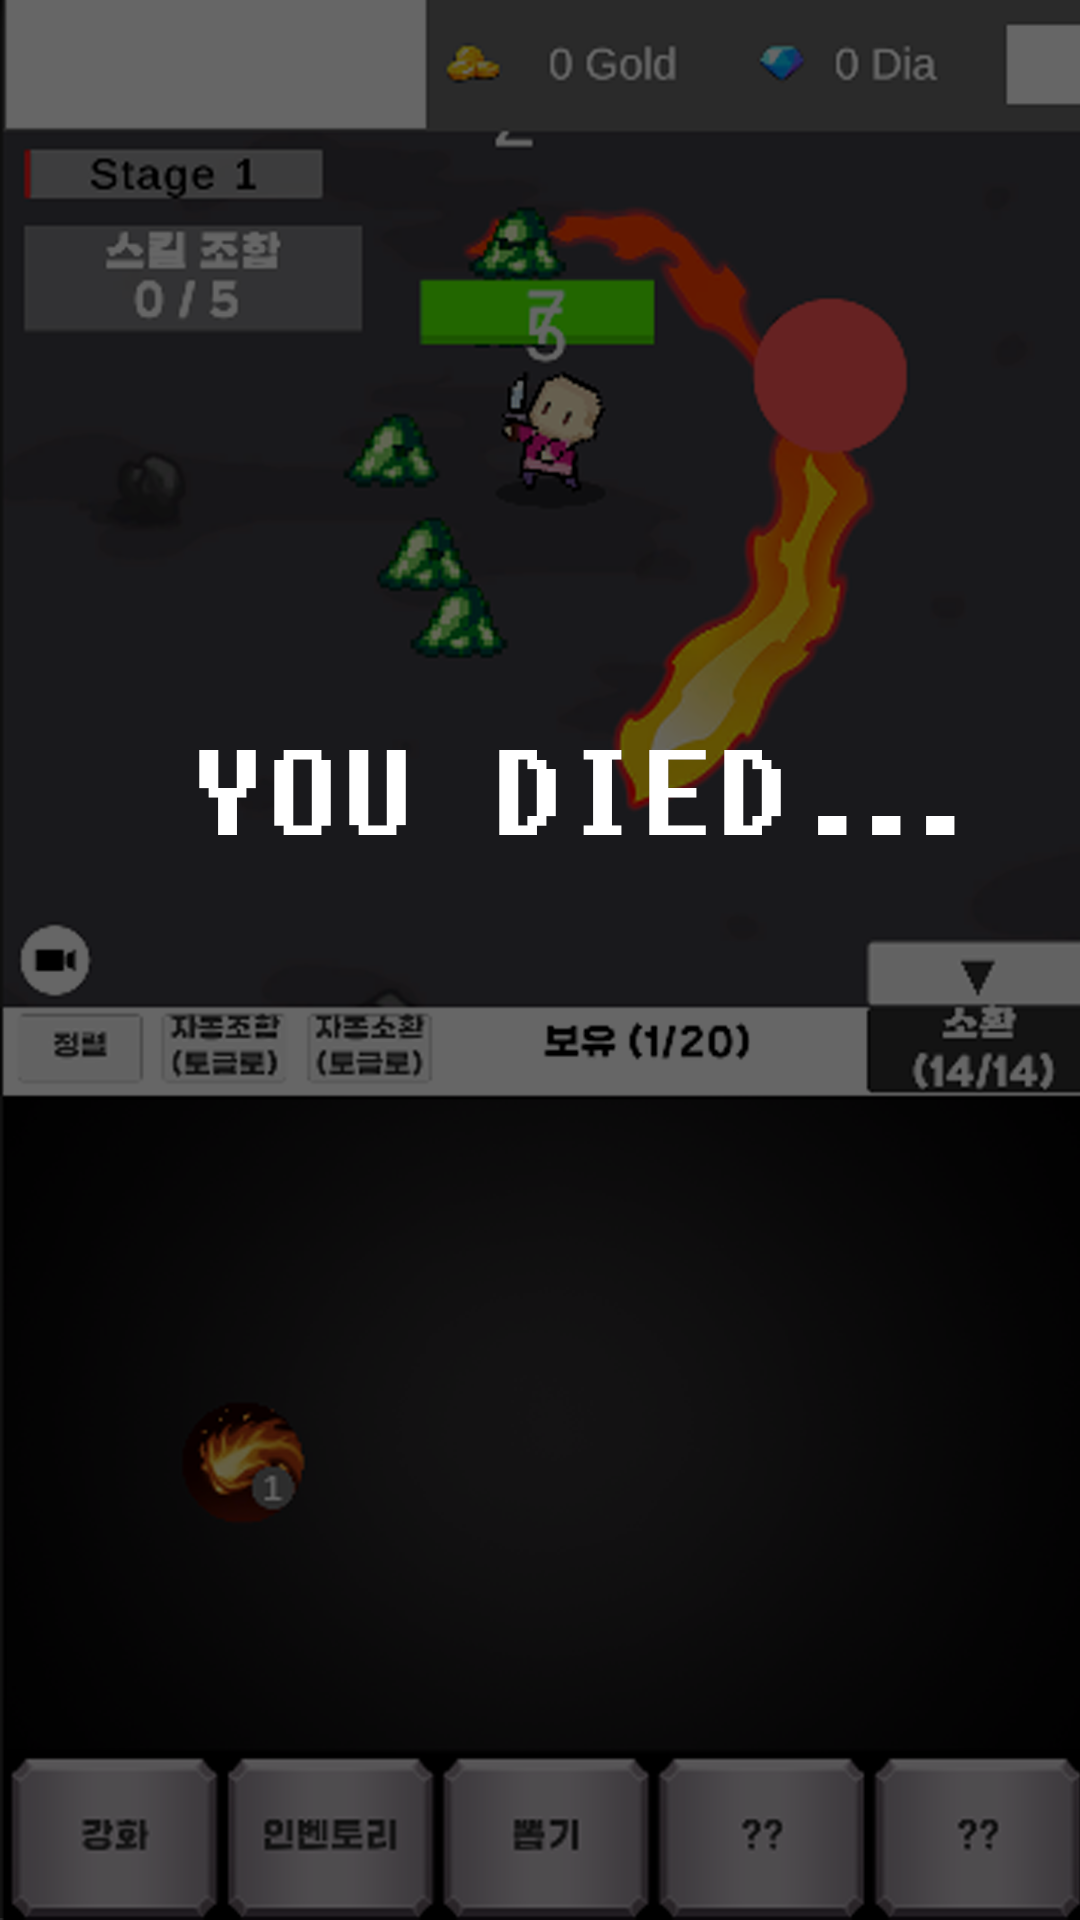 0 Gold
0 Dia
Stage 1
스킬 조합
0 / 5
YOU DIED...
정렬
자동조합
(토글로)
자동소환
(토글로)
보유 (1/20)
▼
소환
(14/14)
1
강화
인벤토리
뽑기
??
??